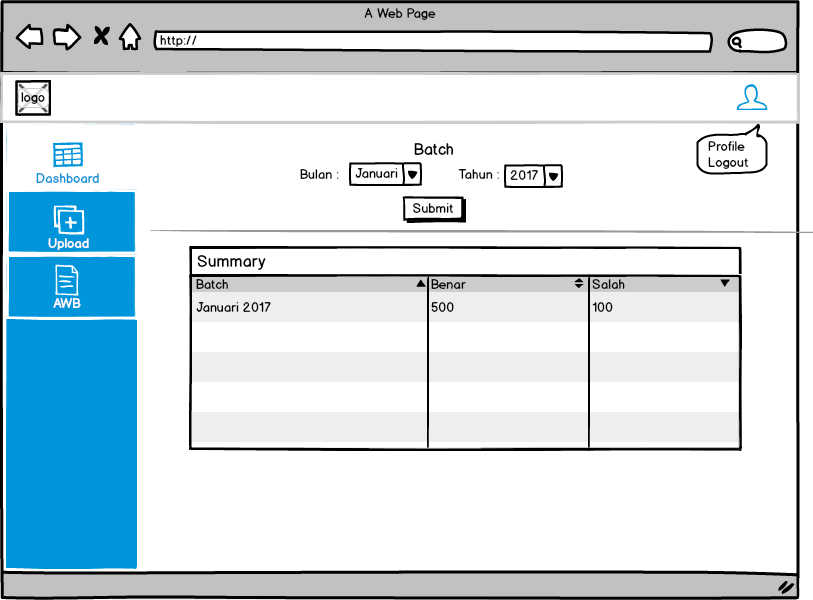 A Web Page
http://
logo
Profile
Logout
Batch
Bulan : Januari Tahun : 2017
Submit
Dashboard
Upload
AWB
Summary
Batch Benar Salah
Januari 2017 500 100